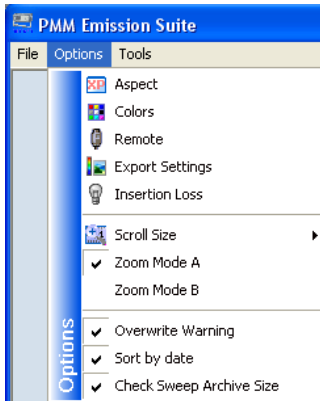 PMM Emission Suite
File Options Tools
XP Aspect
Colors
Remote
Export Settings
Insertion Loss
Scroll Size
Zoom Mode A
Zoom Mode B
Overwrite Warning
Sort by date
Check Sweep Archive Size
Options